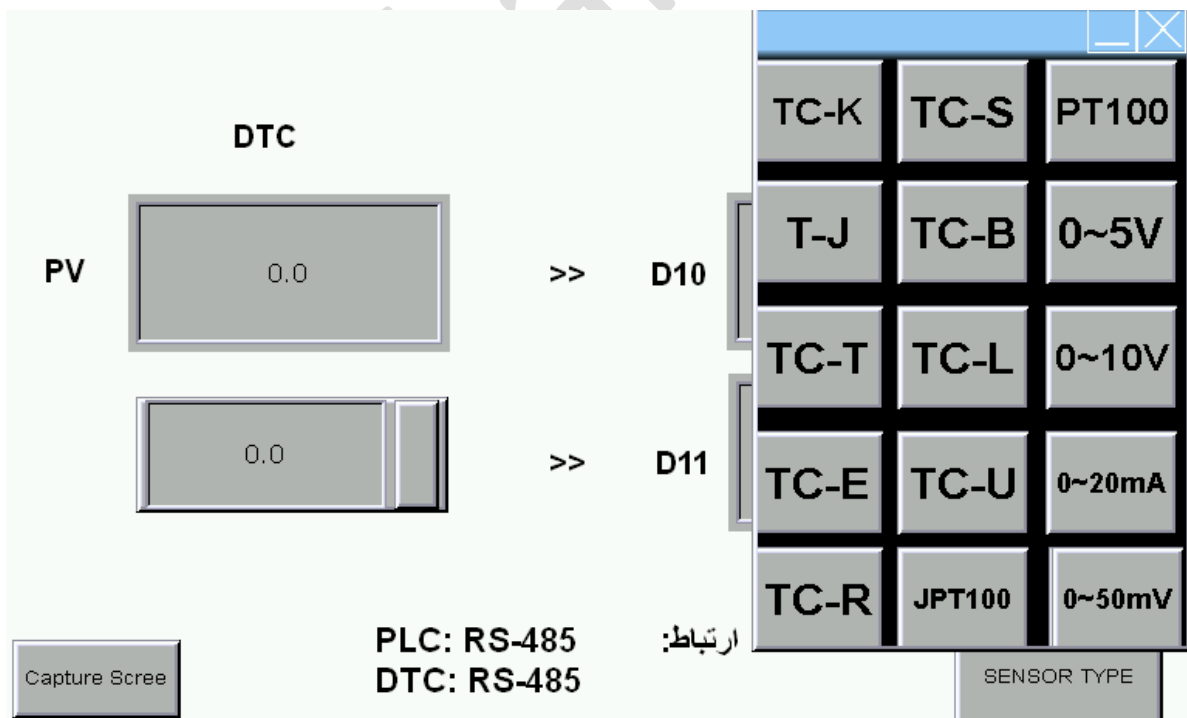 DTC
PV 0.0 >> D10
0.0 >> D11
TC-K TC-S PT100
T-J TC-B 0~5V
TC-T TC-L 0~10V
TC-E TC-U 0~20mA
TC-R JPT100 0~50mV
ارتباط:
PLC: RS-485
DTC: RS-485
Capture Scree
SENSOR TYPE